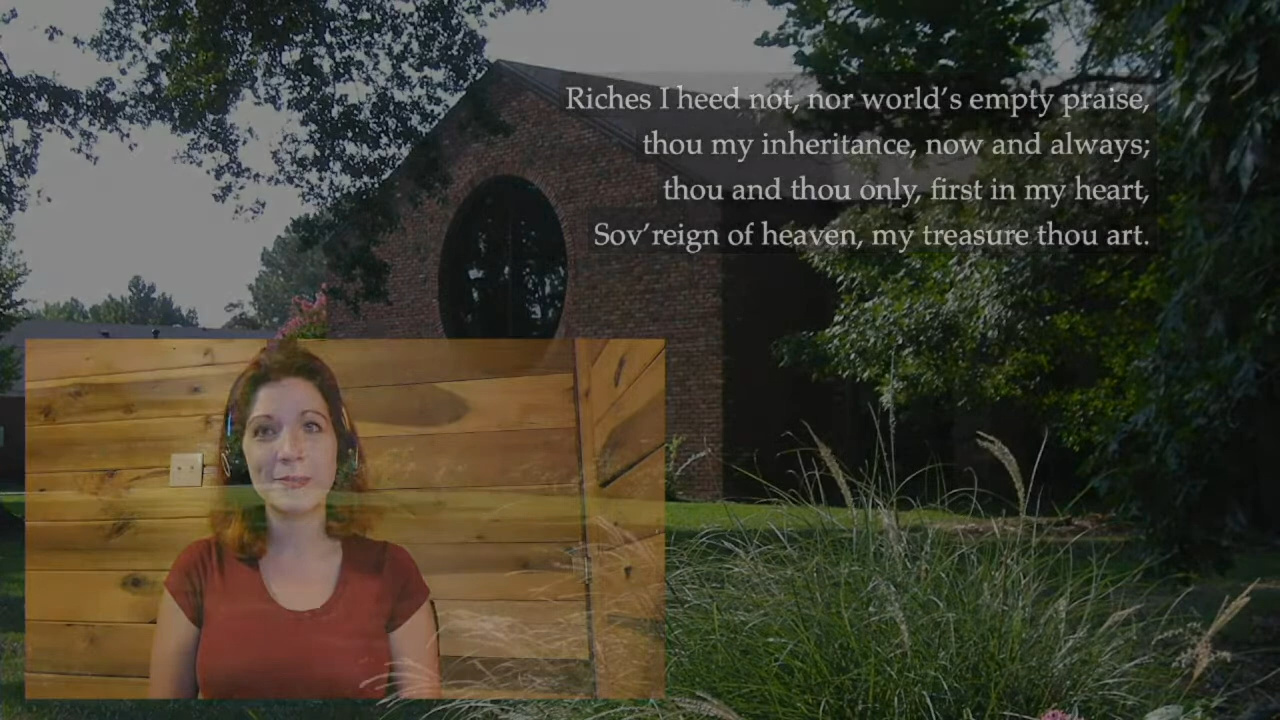 Riches I heed not, nor world’s empty praise,
thou my inheritance, now and always;
thou and thou only, first in my heart,
Sov’reign of heaven, my treasure thou art.